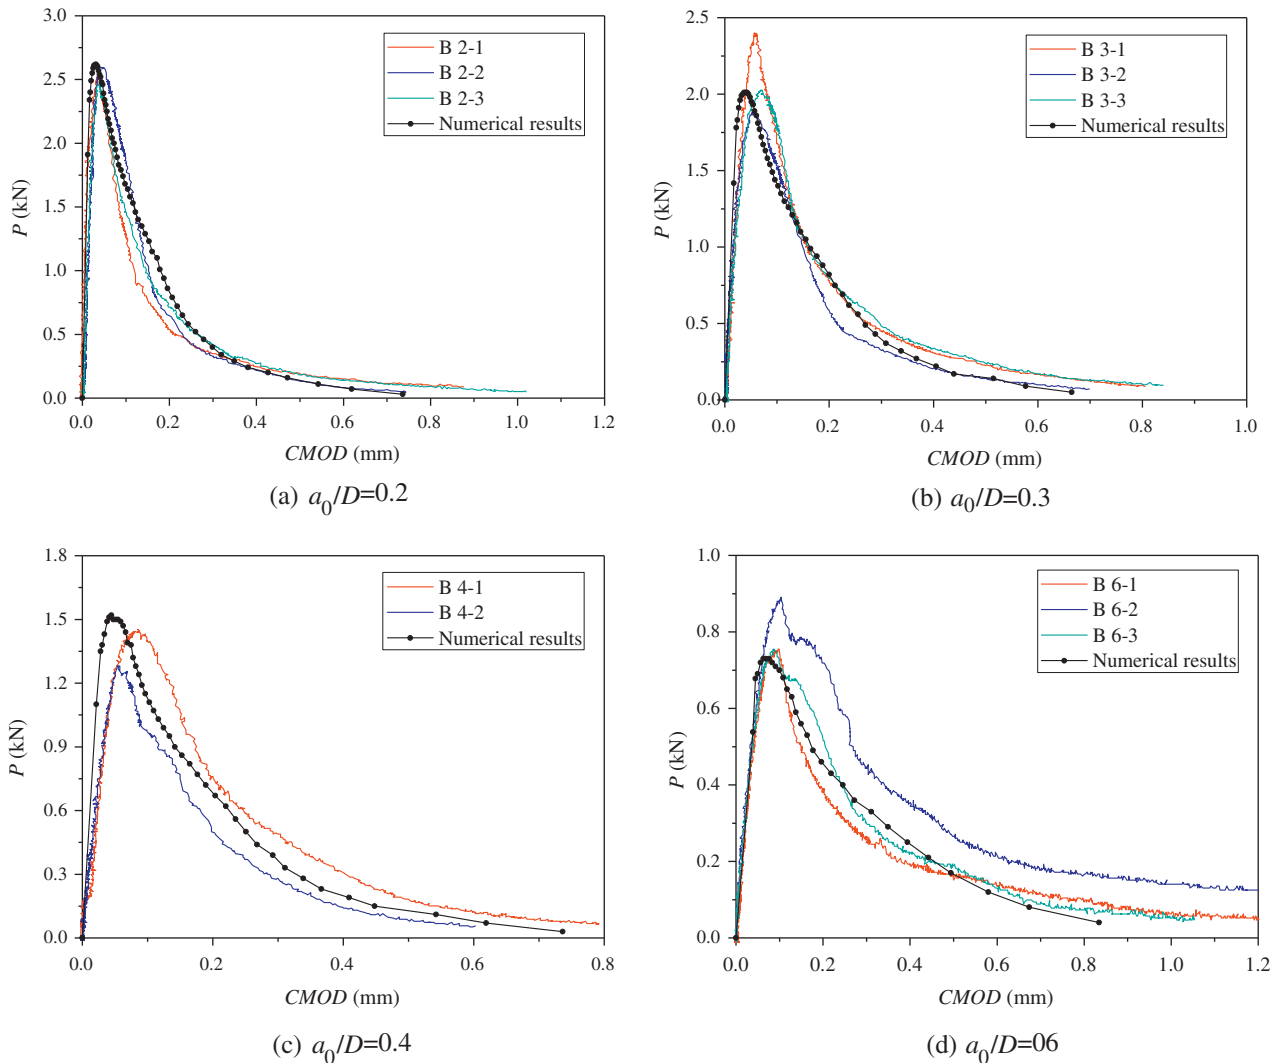 3.0
2.5
2.0
1.5
1.0
0.5
0.0
P (kN)
B 2-1
B 2-2
B 2-3
Numerical results
0.0 0.2 0.4 0.6 0.8 1.0 1.2
CMOD (mm)
(a) a0/D=0.2
2.5
2.0
1.5
1.0
0.5
0.0
P (kN)
B 3-1
B 3-2
B 3-3
Numerical results
0.0 0.2 0.4 0.6 0.8 1.0
CMOD (mm)
(b) a0/D=0.3
1.8
1.5
1.2
0.9
0.6
0.3
0.0
P (kN)
B 4-1
B 4-2
Numerical results
0.0 0.2 0.4 0.6 0.8
CMOD (mm)
(c) a0/D=0.4
1.0
0.8
0.6
0.4
0.2
0.0
P (kN)
B 6-1
B 6-2
B 6-3
Numerical results
0.0 0.2 0.4 0.6 0.8 1.0 1.2
CMOD (mm)
(d) a0/D=06